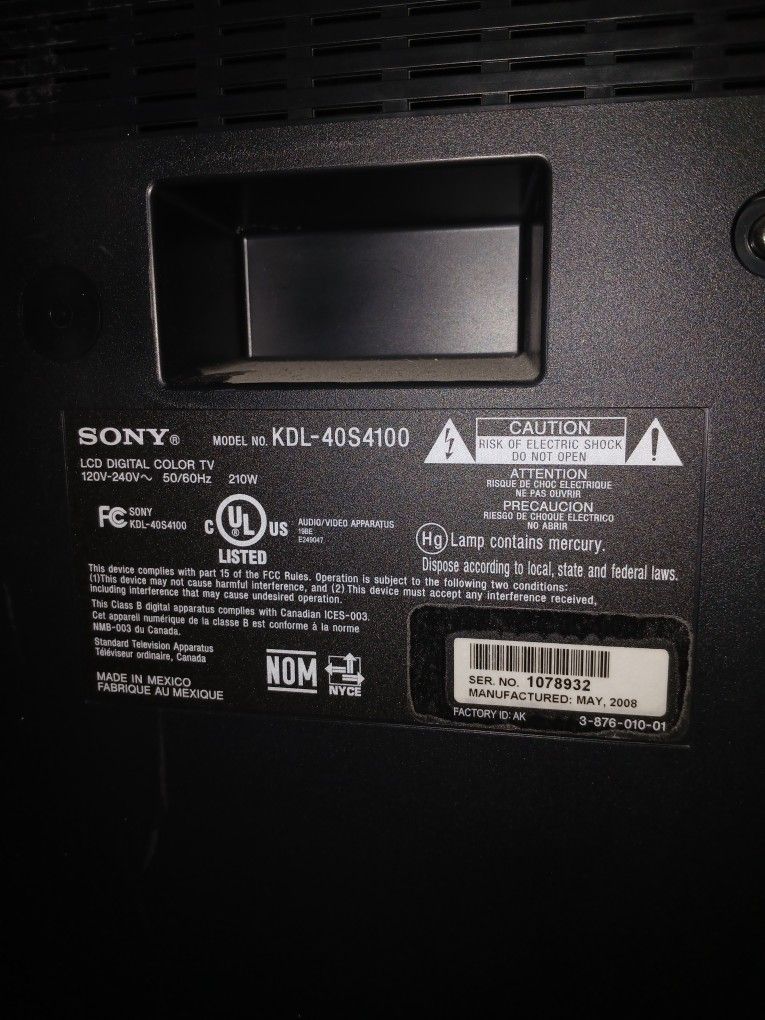 SONY® MODEL NO. KDL-40S4100
LCD DIGITAL COLOR TV
120V-240V~ 50/60Hz 210W
FC SONY
KDL-40S4100
C UL® US
LISTED
AUDIO/VIDEO APPARATUS
19BE
E249047
CAUTION
RISK OF ELECTRIC SHOCK
DO NOT OPEN
ATTENTION
RISQUE DE CHOC ELECTRIQUE
NE PAS OUVRIR
PRECAUCION
RIESGO DE CHOQUE ELECTRICO
NO ABRIR
Hg Lamp contains mercury.
Dispose according to local, state and federal laws.
This device complies with part 15 of the FCC Rules. Operation is subject to the following two conditions:
(1)This device may not cause harmful interference, and (2) This device must accept any interference received,
including interference that may cause undesired operation.
This Class B digital apparatus complies with Canadian ICES-003.
Cet appareil numérique de la classe B est conforme à la norme
NMB-003 du Canada.
Standard Television Apparatus
Téléviseur ordinaire, Canada
MADE IN MEXICO
FABRIQUE AU MEXIQUE
NOM
NYCE
SER. NO. 1078932
MANUFACTURED: MAY, 2008
FACTORY ID: AK 3-876-010-01